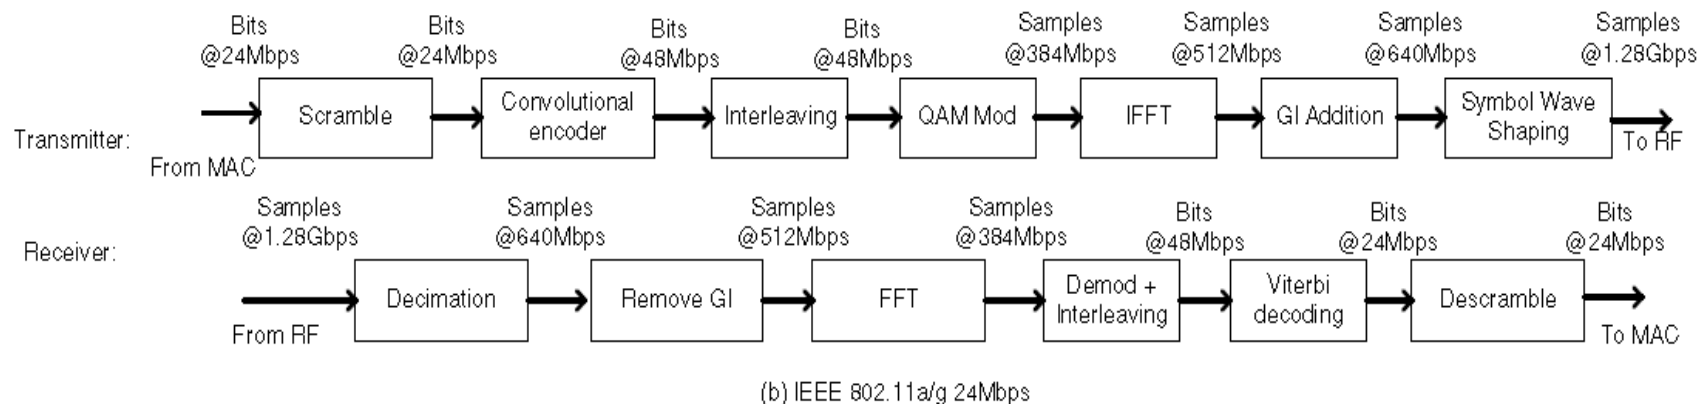 Bits
@24Mbps
Bits
@24Mbps
Bits
@48Mbps
Bits
@48Mbps
Samples
@384Mbps
Samples
@512Mbps
Samples
@640Mbps
Samples
@1.28Gbps
Transmitter:
From MAC
Scramble
Convolutional
encoder
Interleaving
QAM Mod
IFFT
GI Addition
Symbol Wave
Shaping
To RF
Receiver:
Samples
@1.28Gbps
Samples
@640Mbps
Samples
@512Mbps
Samples
@384Mbps
Bits
@48Mbps
Bits
@24Mbps
Bits
@24Mbps
From RF
Decimation
Remove GI
FFT
Demod +
Interleaving
Viterbi
decoding
Descramble
To MAC
(b) IEEE 802.11a/g 24Mbps